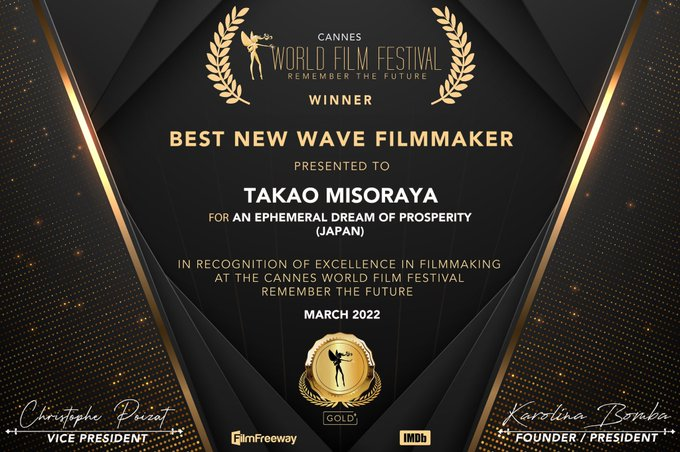 CANNES
WORLD FILM FESTIVAL
REMEMBER THE FUTURE
WINNER
BEST NEW WAVE FILMMAKER
PRESENTED TO
TAKAO MISORAYA
FOR AN EPHEMERAL DREAM OF PROSPERITY
(JAPAN)
IN RECOGNITION OF EXCELLENCE IN FILMMAKING
AT THE CANNES WORLD FILM FESTIVAL
REMEMBER THE FUTURE
MARCH 2022
GOLD+
Christophe Poizat
VICE PRESIDENT
FilmFreeway
IMDb
Karolina Bomba
FOUNDER / PRESIDENT